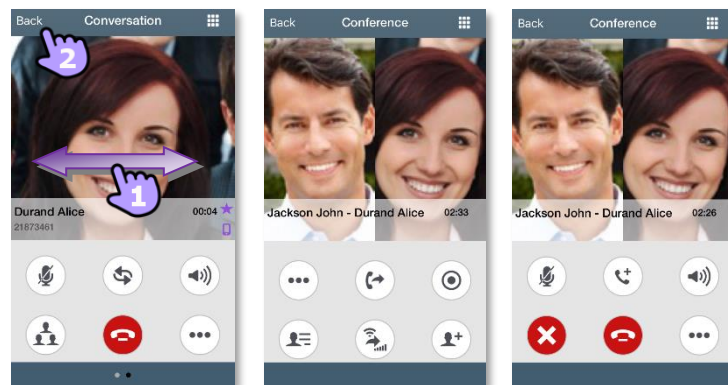 Back Conversation
2
1
Durand Alice 00:04
21873461
Back Conference
Jackson John - Durand Alice 02:33
Back Conference
Jackson John - Durand Alice 02:26